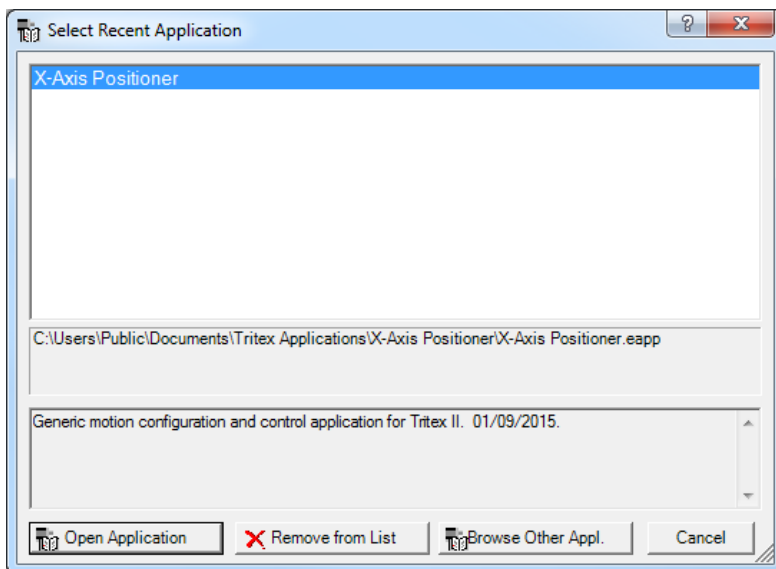 Select Recent Application
X-Axis Positioner
C:\Users\Public\Documents\Tritex Applications\X-Axis Positioner\X-Axis Positioner.eapp
Generic motion configuration and control application for Tritex II.  01/09/2015.
Open Application
Remove from List
Browse Other Appl.
Cancel